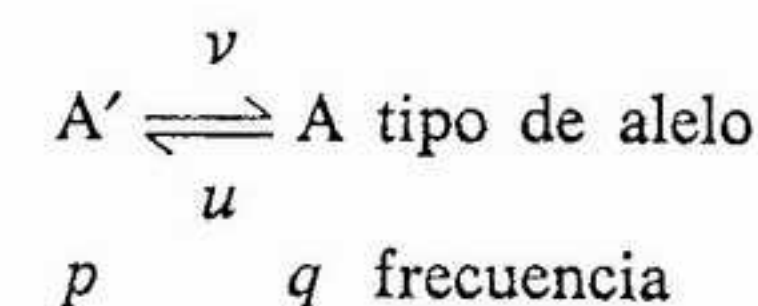 ν
A′ ⇌ A tipo de alelo
u
p q frecuencia